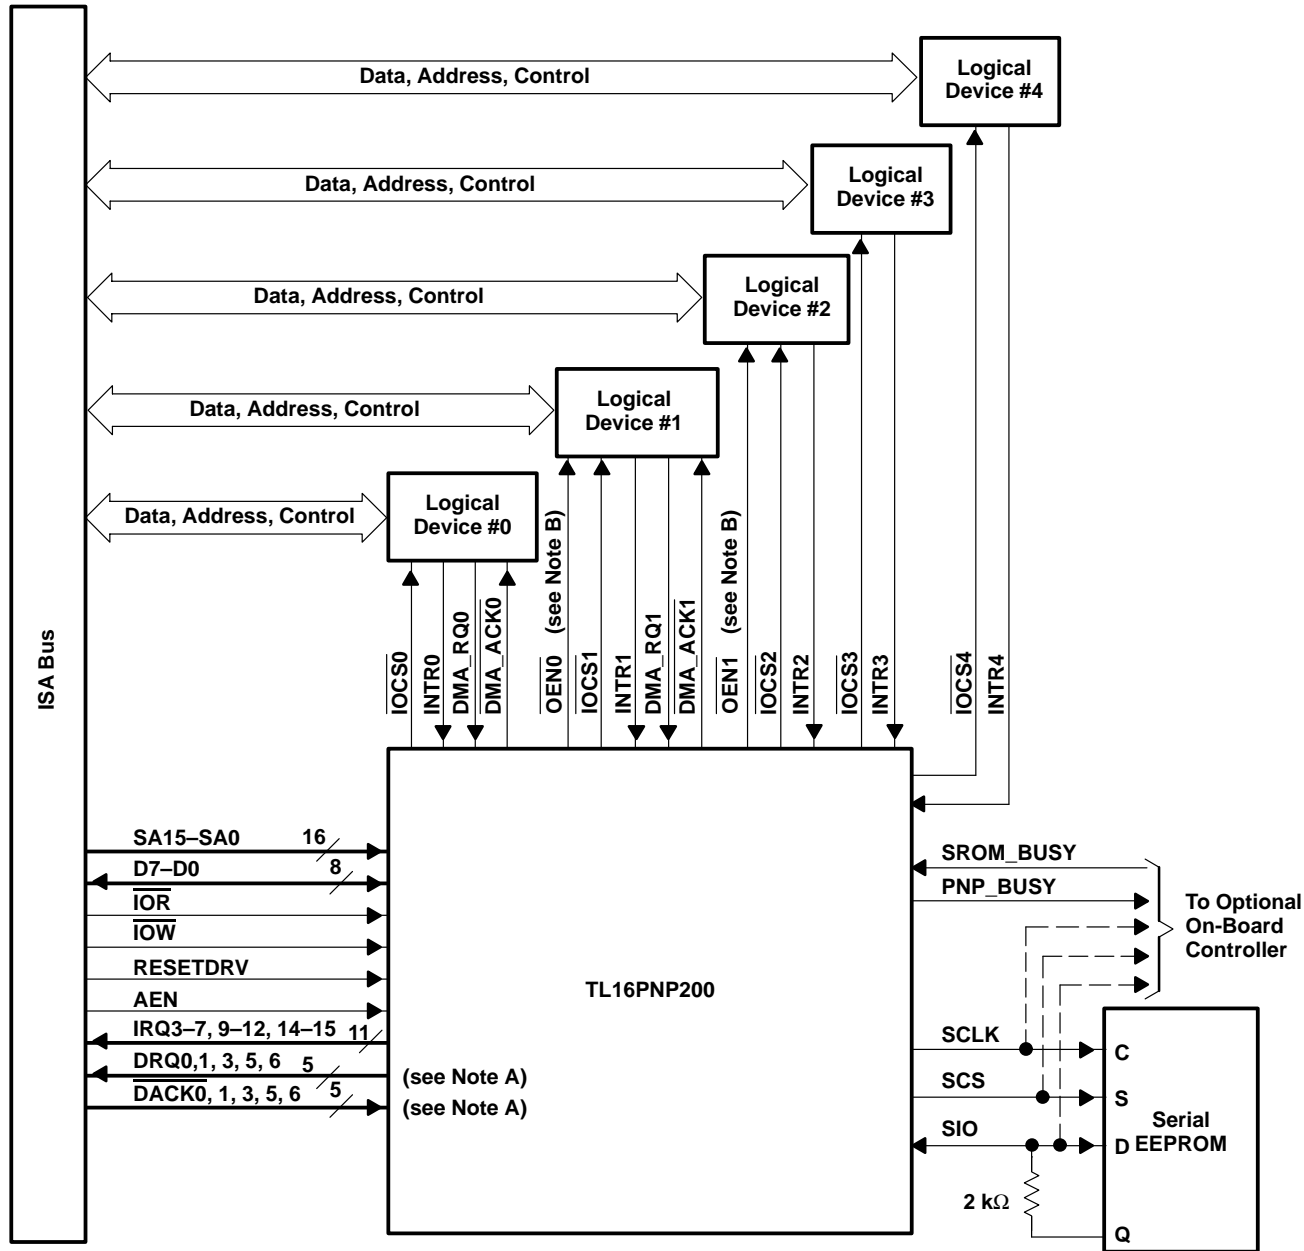 Logical
Device #4
Data, Address, Control
Logical
Device #3
Data, Address, Control
Logical
Device #2
Data, Address, Control
Logical
Device #1
Data, Address, Control
Logical
Device #0
Data, Address, Control
ISA Bus
IOCS0
INTR0
DMA_RQ0
DMA_ACK0
OEN0 (see Note B)
IOCS1
INTR1
DMA_RQ1
DMA_ACK1
OEN1 (see Note B)
IOCS2
INTR2
IOCS3
INTR3
IOCS4
INTR4
SA15–SA0 16
D7–D0 8
IOR
IOW
RESETDRV
AEN
IRQ3–7, 9–12, 14–15 11
DRQ0,1, 3, 5, 6 5
(see Note A)
DACK0, 1, 3, 5, 6 5
(see Note A)
TL16PNP200
SROM_BUSY
PNP_BUSY
To Optional
On-Board
Controller
SCLK
C
SCS
S
SIO
D
Serial
EEPROM
2 kΩ
Q